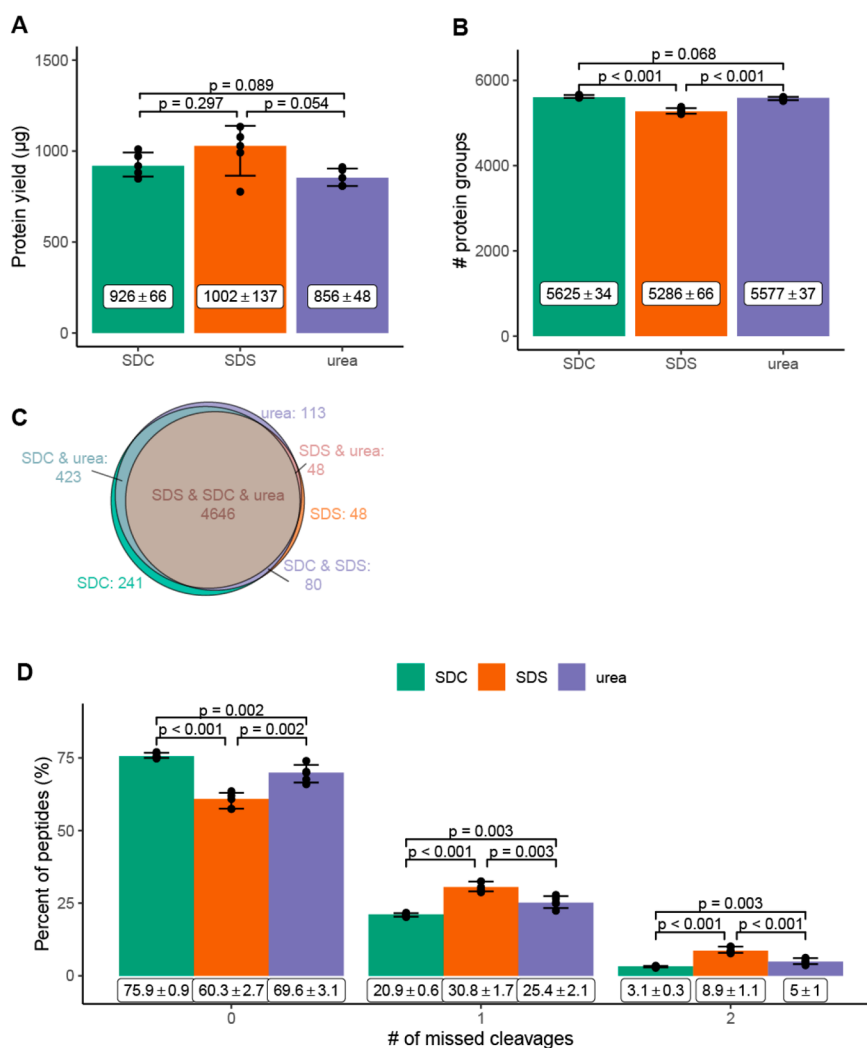 A
Protein yield (µg)
1500
1000
500
0
p = 0.089
p = 0.297
p = 0.054
926 ± 66
1002 ± 137
856 ± 48
SDC
SDS
urea
B
# protein groups
6000
4000
2000
0
p = 0.068
p < 0.001
p < 0.001
5625 ± 34
5286 ± 66
5577 ± 37
SDC
SDS
urea
C
urea: 113
SDC & urea:
423
SDS & urea:
48
SDS & SDC & urea
4646
SDS: 48
SDC & SDS:
80
SDC: 241
D
SDC
SDS
urea
Percent of peptides (%)
75
50
25
0
p = 0.002
p < 0.001
p = 0.002
p = 0.003
p < 0.001
p = 0.003
p = 0.003
p < 0.001
p < 0.001
75.9 ± 0.9
60.3 ± 2.7
69.6 ± 3.1
20.9 ± 0.6
30.8 ± 1.7
25.4 ± 2.1
3.1 ± 0.3
8.9 ± 1.1
5 ± 1
0
1
2
# of missed cleavages